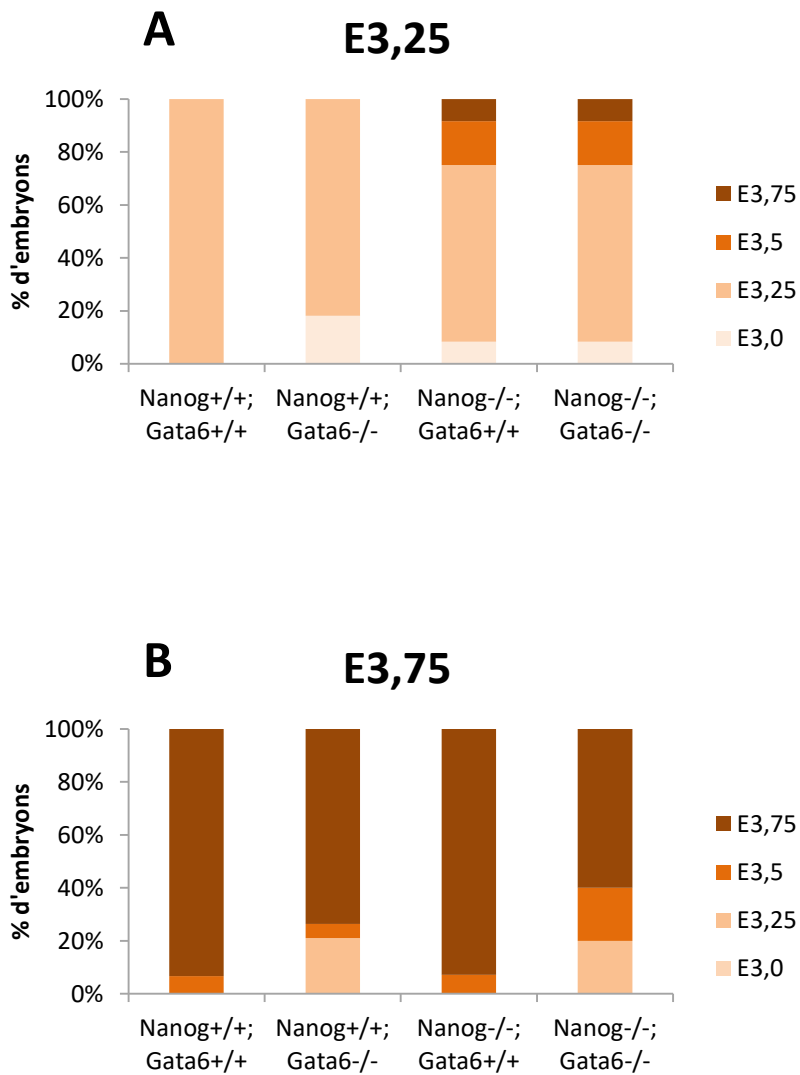 A
E3,25
% d'embryons
100%
80%
60%
40%
20%
0%
Nanog+/+;
Gata6+/+
Nanog+/+;
Gata6-/-
Nanog-/-;
Gata6+/+
Nanog-/-;
Gata6-/-
E3,75
E3,5
E3,25
E3,0
B
E3,75
% d'embryons
100%
80%
60%
40%
20%
0%
Nanog+/+;
Gata6+/+
Nanog+/+;
Gata6-/-
Nanog-/-;
Gata6+/+
Nanog-/-;
Gata6-/-
E3,75
E3,5
E3,25
E3,0